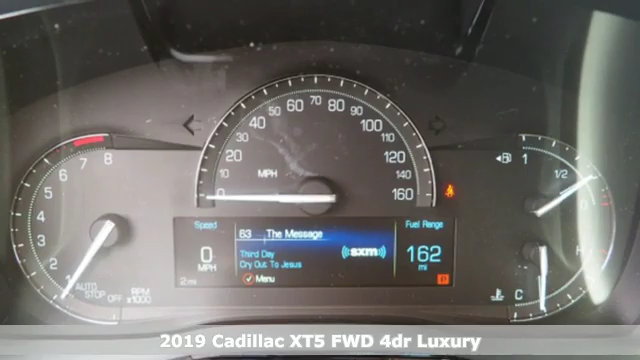 8
7
6
5
4
3
2
1
AUTO
STOP
OFF
RPM
x1000
0
20
30
40
50
60
70
80
90
100
110
120
130
140
160
MPH
1
1/2
H
C
Speed
0
MPH
2 mi
63 The Message
Third Day
Cry Out To Jesus
Menu
((sxm))
Fuel Range
162
mi
P
2019 Cadillac XT5 FWD 4dr Luxury